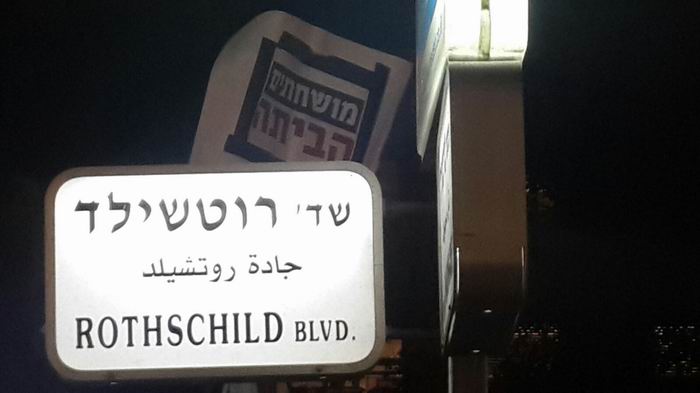 מושחתים
הביתה
שד' רוטשילד
جادة روتشيلد
ROTHSCHILD BLVD.